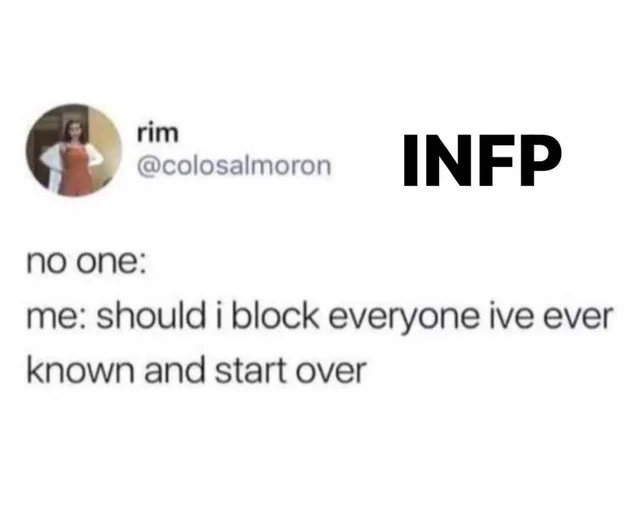 rim
@colosalmoron
INFP
no one:
me: should i block everyone ive ever
known and start over